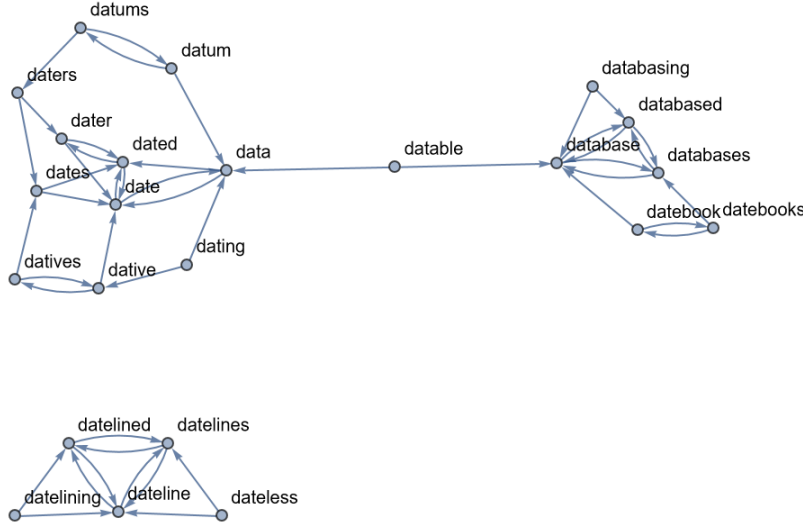 datums
datum
daters
databasing
databased
dater
dated
data
datable
database
databases
dates
date
datebook
datebooks
datives
dative
dating
datelined
datelines
datelining
dateline
dateless